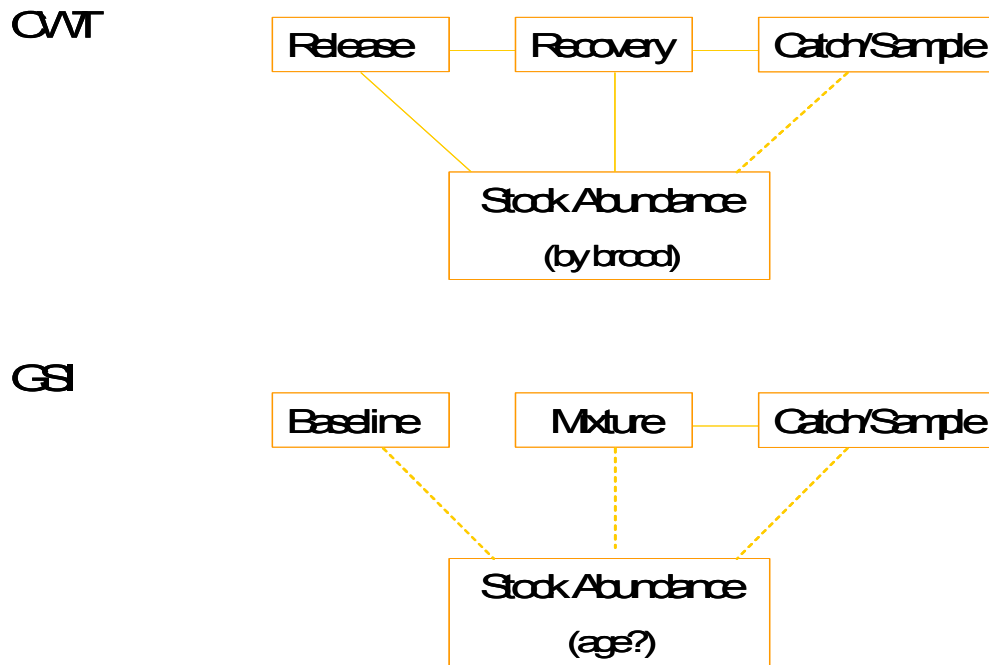 CWT
Release
Recovery
Catch/Sample
Stock Abundance
(by brood)
GSI
Baseline
Mixture
Catch/Sample
Stock Abundance
(age?)